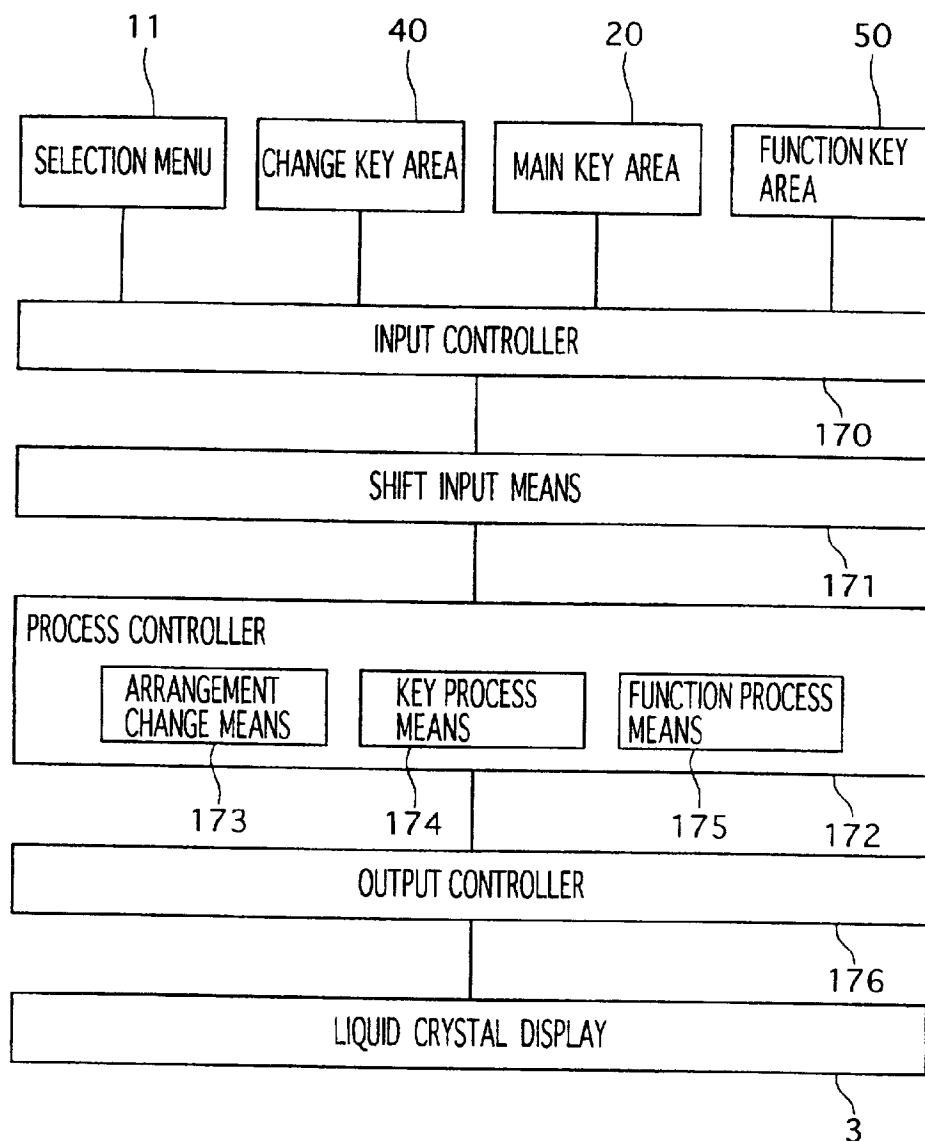 11
40
20
50
SELECTION MENU
CHANGE KEY AREA
MAIN KEY AREA
FUNCTION KEY
AREA
INPUT CONTROLLER
170
SHIFT INPUT MEANS
171
PROCESS CONTROLLER
ARRANGEMENT
CHANGE MEANS
KEY PROCESS
MEANS
FUNCTION PROCESS
MEANS
173
174
175
172
OUTPUT CONTROLLER
176
LIQUID CRYSTAL DISPLAY
3